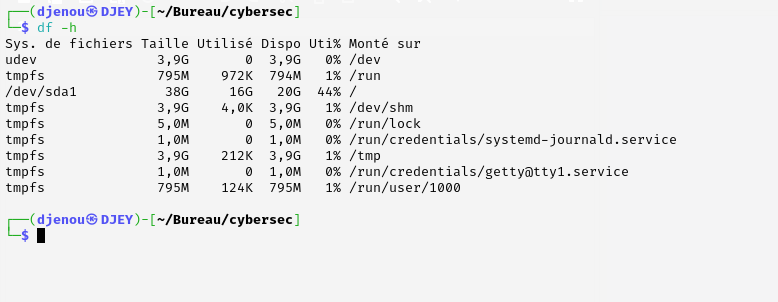 ┌──(djenou㉿DJEY)-[~/Bureau/cybersec]
└─$ df -h
Sys. de fichiers Taille Utilisé Dispo Uti% Monté sur
udev               3,9G       0  3,9G   0% /dev
tmpfs              795M    972K  794M   1% /run
/dev/sda1           38G     16G   20G  44% /
tmpfs              3,9G    4,0K  3,9G   1% /dev/shm
tmpfs              5,0M       0  5,0M   0% /run/lock
tmpfs              1,0M       0  1,0M   0% /run/credentials/systemd-journald.service
tmpfs              3,9G    212K  3,9G   1% /tmp
tmpfs              1,0M       0  1,0M   0% /run/credentials/getty@tty1.service
tmpfs              795M    124K  795M   1% /run/user/1000
┌──(djenou㉿DJEY)-[~/Bureau/cybersec]
└─$